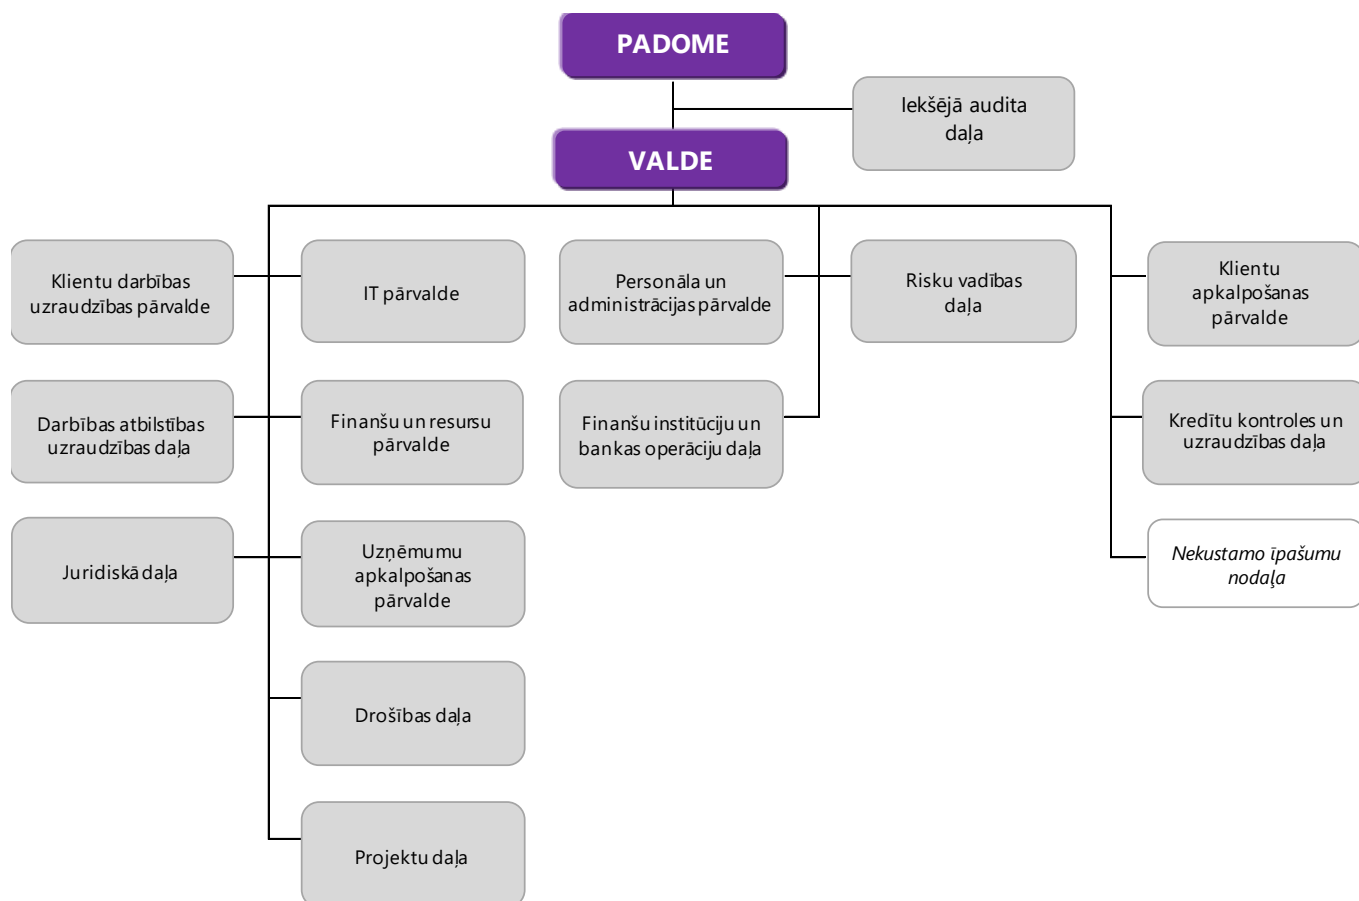 PADOME
Iekšējā audita
daļa
VALDE
Klientu darbības
uzraudzības pārvalde
IT pārvalde
Personāla un
administrācijas pārvalde
Risku vadības
daļa
Klientu
apkalpošanas
pārvalde
Darbības atbilstības
uzraudzības daļa
Finanšu un resursu
pārvalde
Finanšu institūciju un
bankas operāciju daļa
Kredītu kontroles un
uzraudzības daļa
Juridiskā daļa
Uzņēmumu
apkalpošanas
pārvalde
Nekustamo īpašumu
nodaļa
Drošības daļa
Projektu daļa